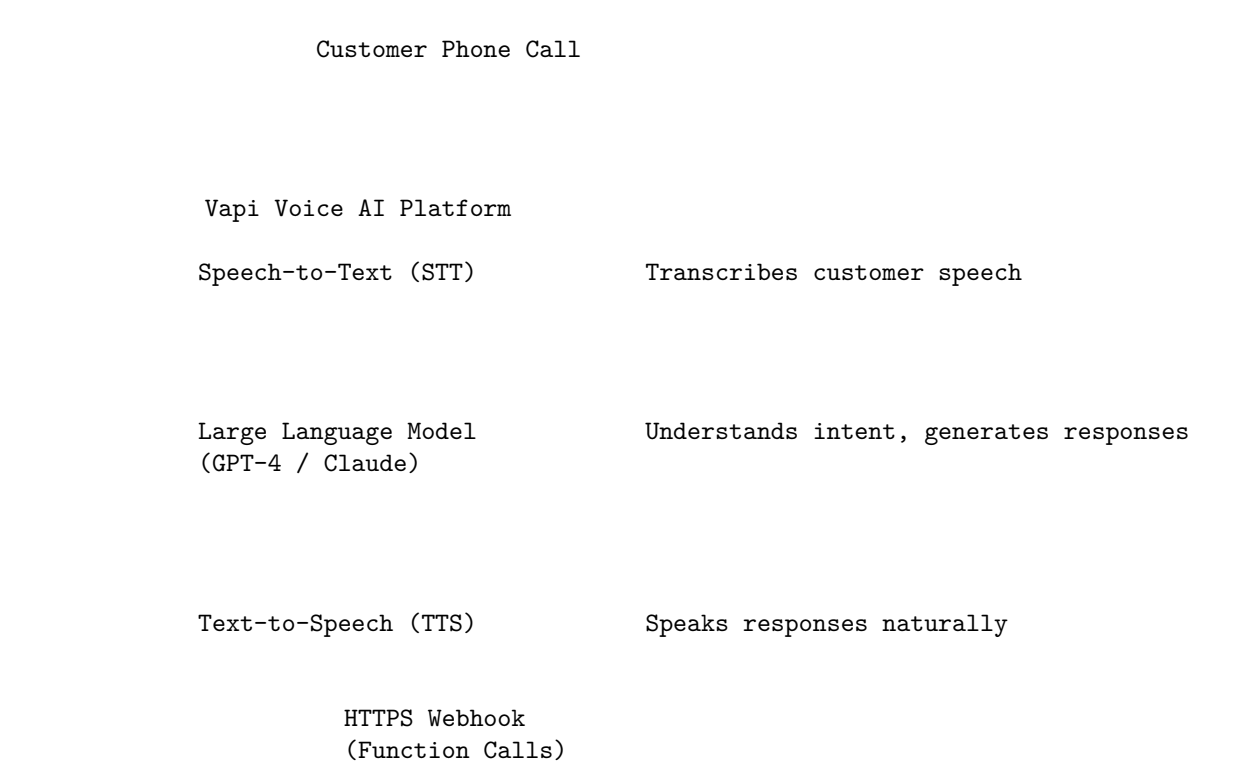 Customer Phone Call
Vapi Voice AI Platform
Speech-to-Text (STT) Transcribes customer speech
Large Language Model Understands intent, generates responses
(GPT-4 / Claude)
Text-to-Speech (TTS) Speaks responses naturally
HTTPS Webhook
(Function Calls)